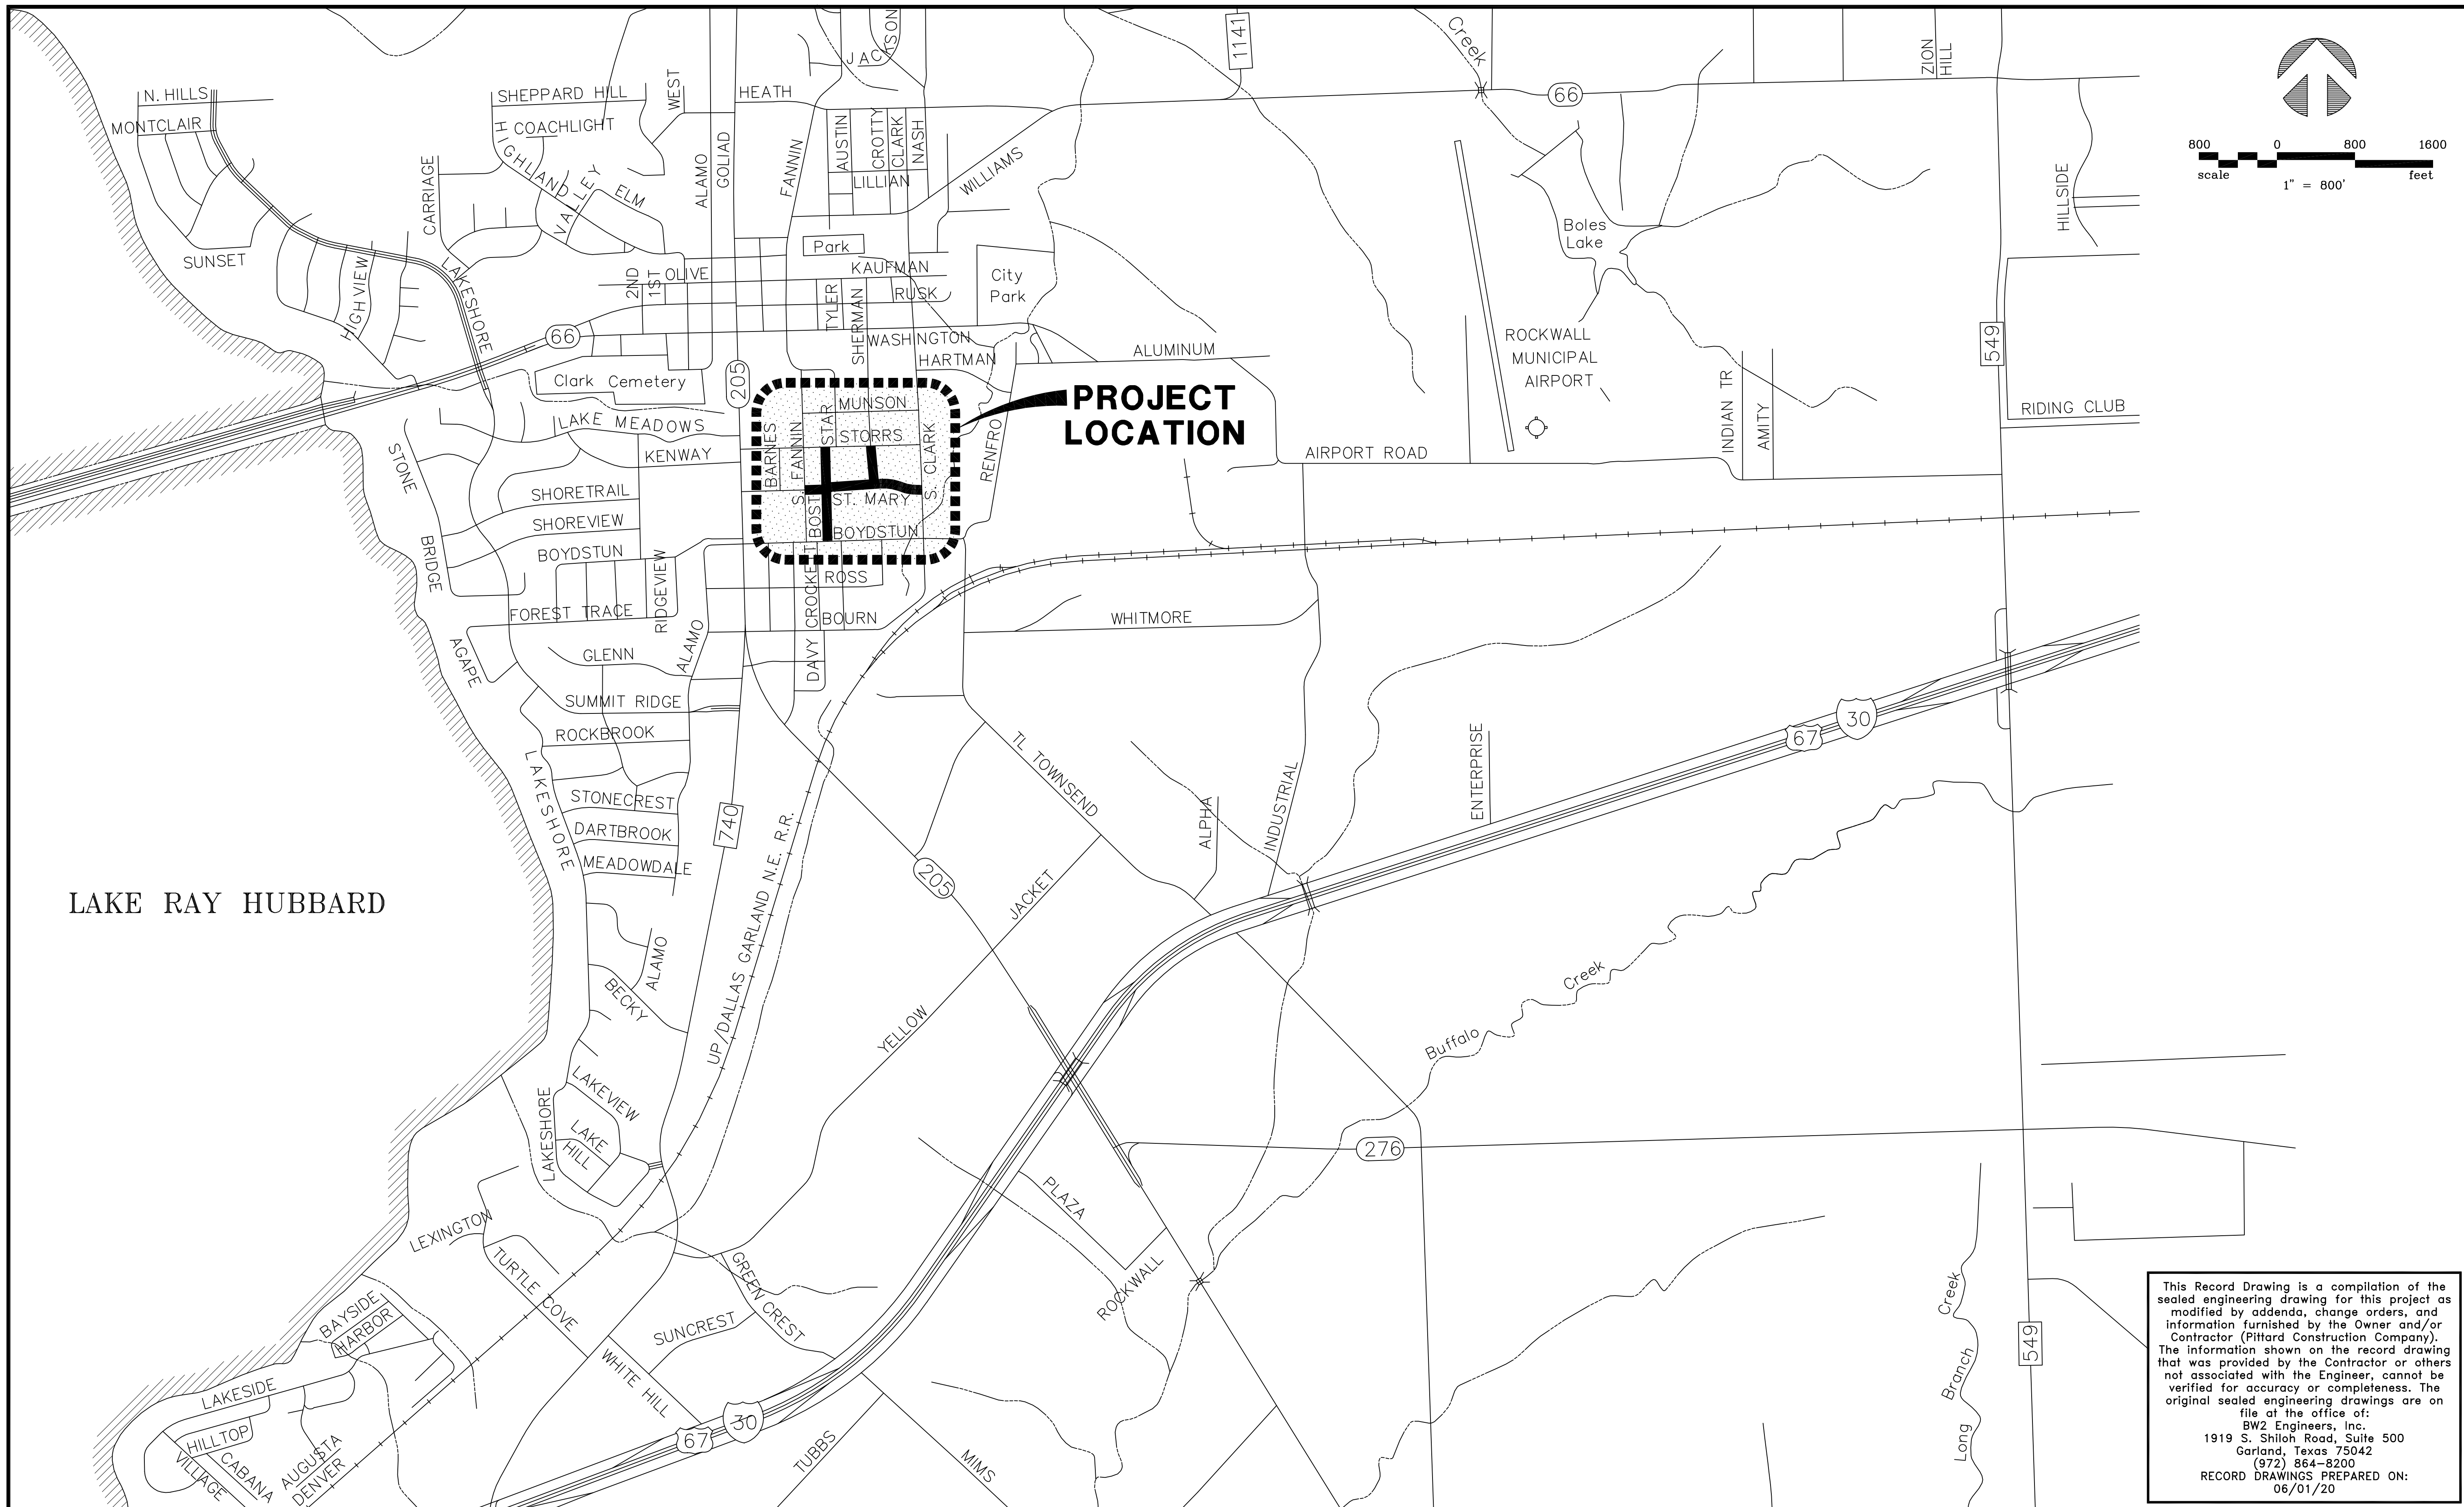 JACKSON
1141
Creek
ZION
HILL
N. HILLS
SHEPPARD HILL
WEST
HEATH
66
MONTCLAIR
COACHLIGHT
HIGHLAND
AUSTIN
CROTTY
CLARK
NASH
800 0 800 1600
scale feet
1" = 800'
CARRIAGE
VALLEY
ELM
ALAMO
GOLIAD
FANNIN
LILLIAN
WILLIAMS
HILLSIDE
SUNSET
HIGHVIEW
LAKESHORE
2ND
1ST
OLIVE
Park
KAUFMAN
RUSK
City
Park
Boles
Lake
TYLER
SHERMAN
66
WASHINGTON
HARTMAN
ALUMINUM
ROCKWALL
MUNICIPAL
AIRPORT
549
Clark Cemetery
205
PROJECT
LOCATION
INDIAN TR
AMITY
RIDING CLUB
MUNSON
STAR
STORRS
BARNES
S. FANNIN
S. CLARK
RENFRO
LAKE MEADOWS
KENWAY
AIRPORT ROAD
STONE
BRIDGE
SHORETRAIL
ST. MARY
BOST
SHOREVIEW
BOYDSTUN
BOYDSTUN
RIDGEVIEW
ROSS
FOREST TRACE
DAVY CROCKET
BOURN
WHITMORE
AGAPE
GLENN
ALAMO
SUMMIT RIDGE
ROCKBROOK
LAKESHORE
TL TOWNSEND
67
30
ENTERPRISE
STONECREST
DARTBROOK
MEADOWDALE
740
ALPHA
INDUSTRIAL
UP/DALLAS GARLAND N.E. R.R.
205
LAKE RAY HUBBARD
YELLOW
JACKET
ALAMO
BECKY
Buffalo
Creek
LAKEVIEW
LAKE
HILL
LAKESHORE
276
PLAZA
ROCKWALL
LEXINGTON
TURTLE COVE
GREEN CREST
SUNCREST
WHITE HILL
BAYSIDE
HARBOR
LAKESIDE
HILLTOP
VILLAGE
CABANA
AUGUSTA
DENVER
67
30
TUBBS
MIMS
Long
Branch
Creek
549
This Record Drawing is a compilation of the
sealed engineering drawing for this project as
modified by addenda, change orders, and
information furnished by the Owner and/or
Contractor (Pittard Construction Company).
The information shown on the record drawing
that was provided by the Contractor or others
not associated with the Engineer, cannot be
verified for accuracy or completeness. The
original sealed engineering drawings are on
file at the office of:
BW2 Engineers, Inc.
1919 S. Shiloh Road, Suite 500
Garland, Texas 75042
(972) 864-8200
RECORD DRAWINGS PREPARED ON:
06/01/20